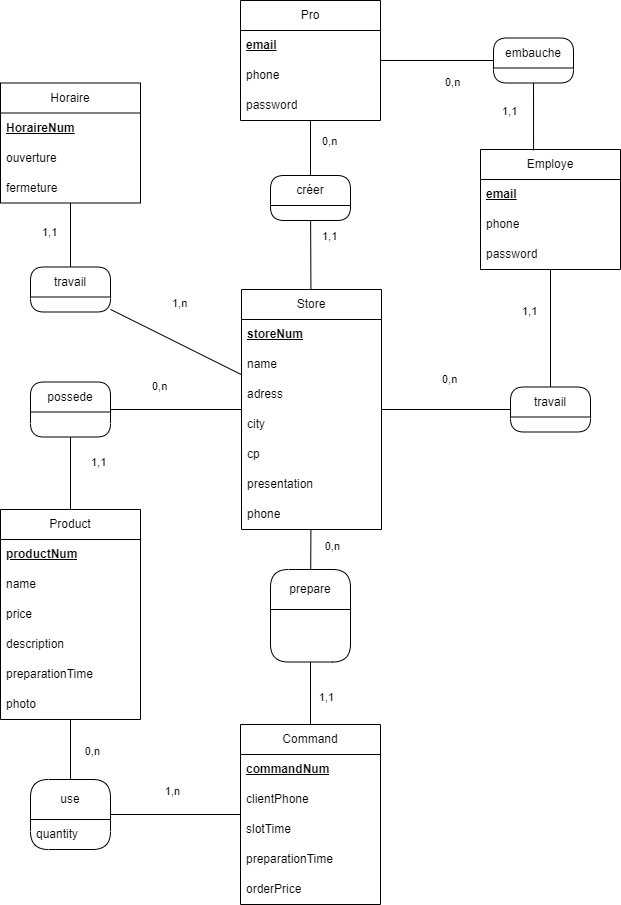 Pro
email
phone
password
embauche
0,n
1,1
Horaire
HoraireNum
ouverture
fermeture
0,n
créer
1,1
Employe
email
phone
password
1,1
travail
1,n
Store
storeNum
name
adress
city
cp
presentation
phone
1,1
0,n
travail
possede
0,n
1,1
Product
productNum
name
price
description
preparationTime
photo
0,n
prepare
1,1
Command
commandNum
clientPhone
slotTime
preparationTime
orderPrice
0,n
1,n
use
quantity